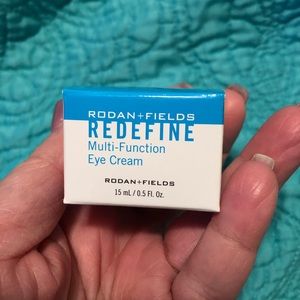 RODAN+FIELDS
REDEFINE
Multi-Function
Eye Cream
RODAN+FIELDS
15 mL / 0.5 Fl. Oz.